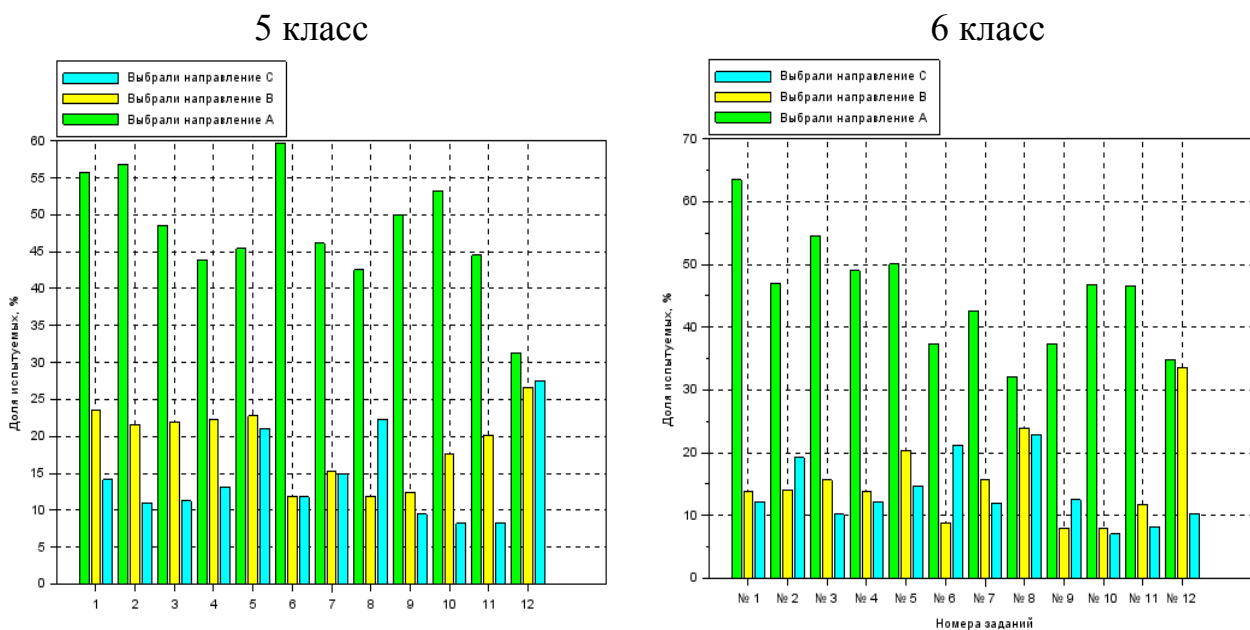 5 класс
Выбрали направление С
Выбрали направление В
Выбрали направление А
60
55
50
45
40
35
30
25
20
15
10
5
0
Доля испытуемых, %
1 2 3 4 5 6 7 8 9 10 11 12
6 класс
Выбрали направление С
Выбрали направление В
Выбрали направление А
70
60
50
40
30
20
10
0
Доля испытуемых, %
№ 1 № 2 № 3 № 4 № 5 № 6 № 7 № 8 № 9 № 10 № 11 № 12
Номера заданий